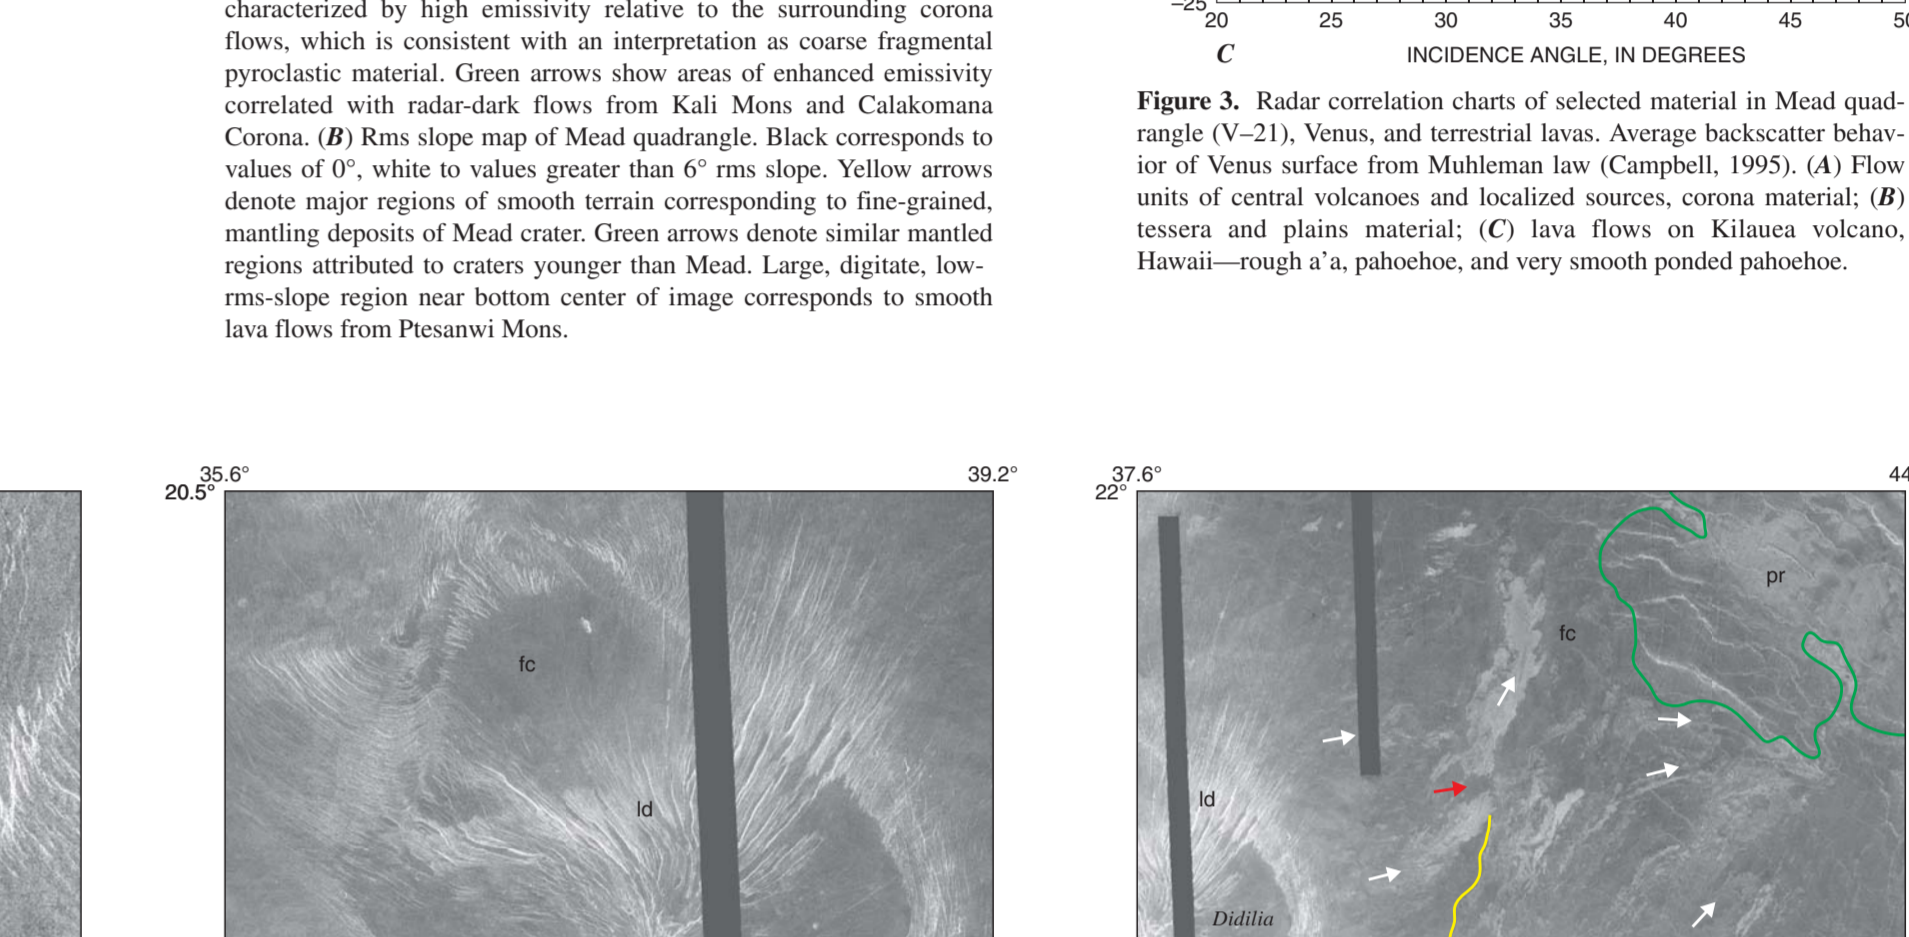 characterized by high emissivity relative to the surrounding corona
flows, which is consistent with an interpretation as coarse fragmental
pyroclastic material. Green arrows show areas of enhanced emissivity
correlated with radar-dark flows from Kali Mons and Calakomana
Corona. (B) Rms slope map of Mead quadrangle. Black corresponds to
values of 0°, white to values greater than 6° rms slope. Yellow arrows
denote major regions of smooth terrain corresponding to fine-grained,
mantling deposits of Mead crater. Green arrows denote similar mantled
regions attributed to craters younger than Mead. Large, digitate, low-
rms-slope region near bottom center of image corresponds to smooth
lava flows from Ptesanwi Mons.
–25
20 25 30 35 40 45 50
C INCIDENCE ANGLE, IN DEGREES
Figure 3. Radar correlation charts of selected material in Mead quad-
rangle (V–21), Venus, and terrestrial lavas. Average backscatter behav-
ior of Venus surface from Muhleman law (Campbell, 1995). (A) Flow
units of central volcanoes and localized sources, corona material; (B)
tessera and plains material; (C) lava flows on Kilauea volcano,
Hawaii—rough a’a, pahoehoe, and very smooth ponded pahoehoe.
35.6° 39.2°
20.5°
fc
ld
37.6° 44
22°
pr
fc
ld
Didilia